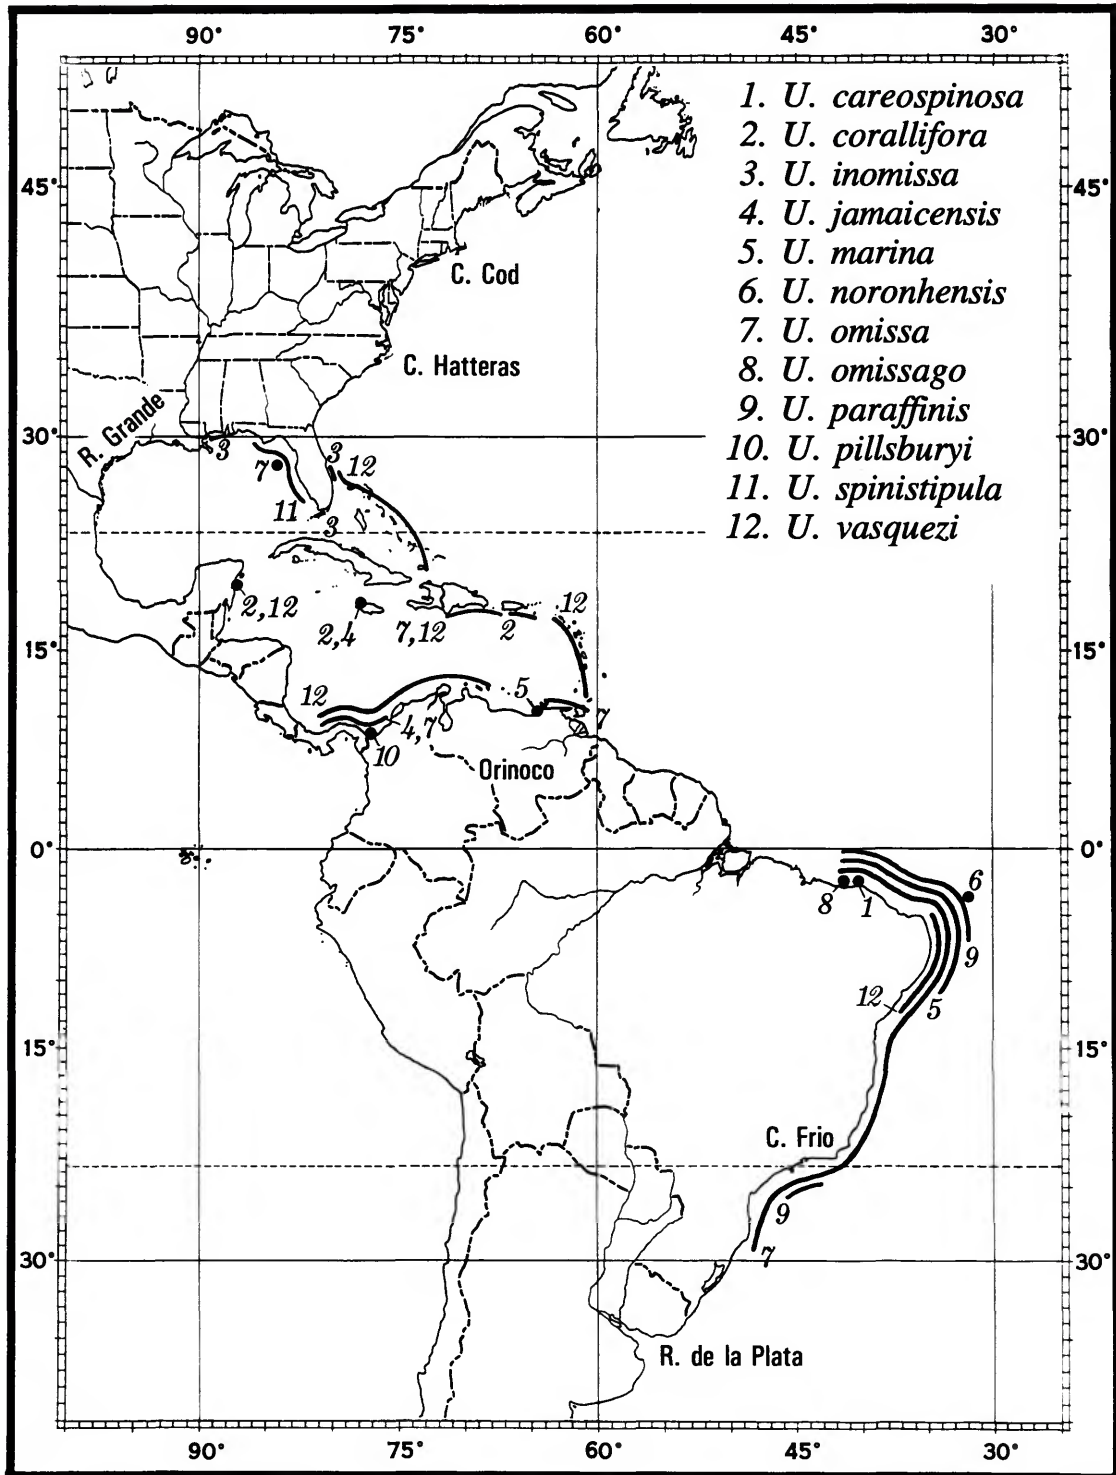 90° 75° 60° 45° 30°
1. U. careospinosa
2. U. corallifora
3. U. inomissa
4. U. jamaicensis
5. U. marina
6. U. noronhensis
7. U. omissa
8. U. omissago
9. U. paraffinis
10. U. pillsburyi
11. U. spinistipula
12. U. vasquezi
45° 45°
C. Cod
C. Hatteras
R. Grande
30° 30°
3 7 3 12
11 3
2,12 2,4 7,12 2 12
15° 15°
12 5 7
4,7
10
Orinoco
0° 0°
8 1 6
9
12 5
15° 15°
C. Frio
9
7
30° 30°
R. de la Plata
90° 75° 60° 45° 30°